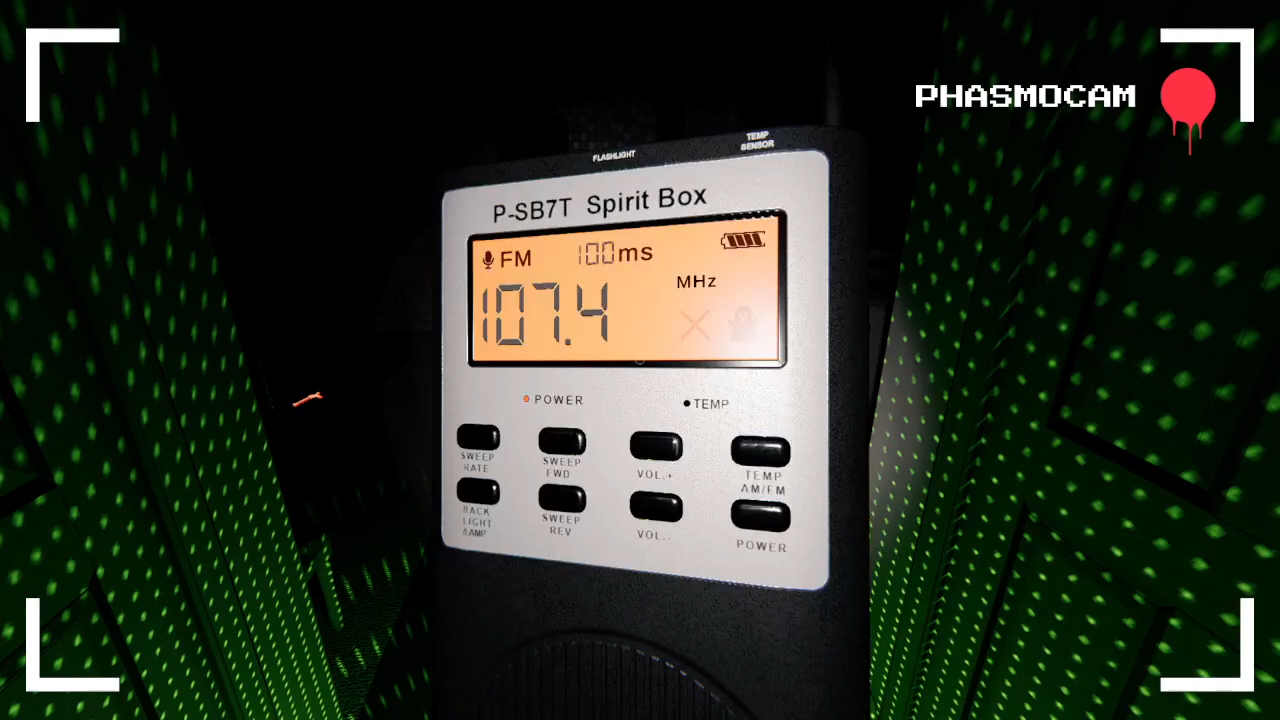 PHASMOCAM
FLASHLIGHT
TEMP
SENSOR
P-SB7T Spirit Box
FM 100ms
MHz
107.4
POWER
TEMP
SWEEP
RATE
SWEEP
FWD
VOL.+
TEMP
AM/FM
BACK
LIGHT
&AMP
SWEEP
REV
VOL.-
POWER